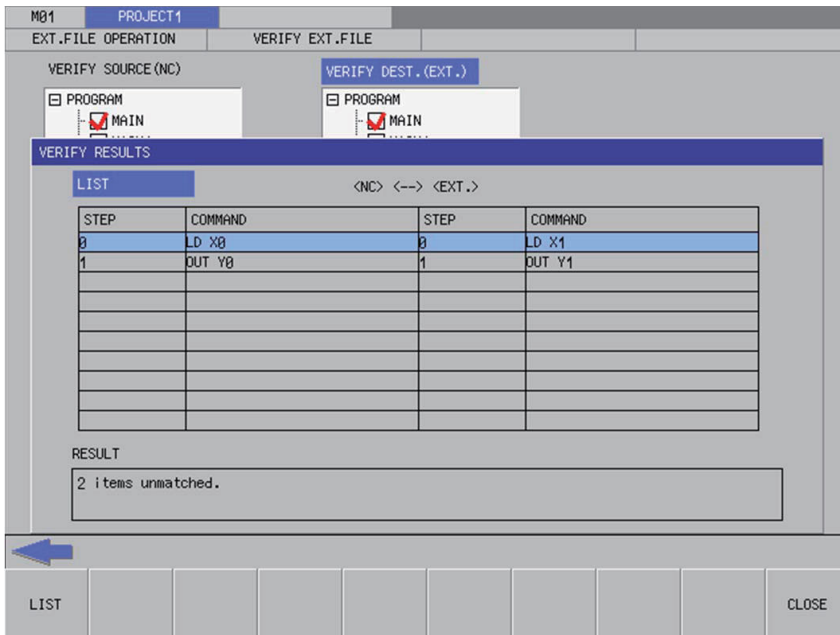 M01 PROJECT1
EXT.FILE OPERATION VERIFY EXT.FILE
VERIFY SOURCE(NC) VERIFY DEST.(EXT.)
PROGRAM PROGRAM
MAIN MAIN
VERIFY RESULTS
LIST <NC> <--> <EXT.>
STEP COMMAND STEP COMMAND
0 LD X0 0 LD X1
1 OUT Y0 1 OUT Y1
RESULT
2 items unmatched.
LIST CLOSE